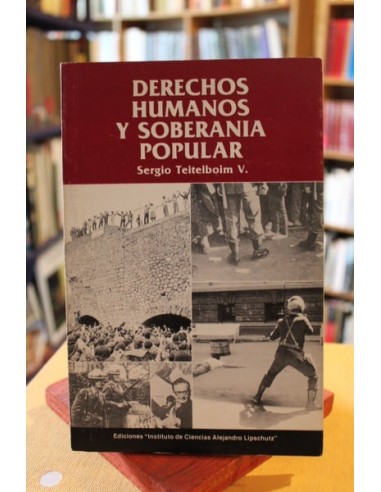 DERECHOS
HUMANOS
Y SOBERANIA
POPULAR
Sergio Teitelboim V.
Ediciones "Instituto de Ciencias Alejandro Lipschutz"